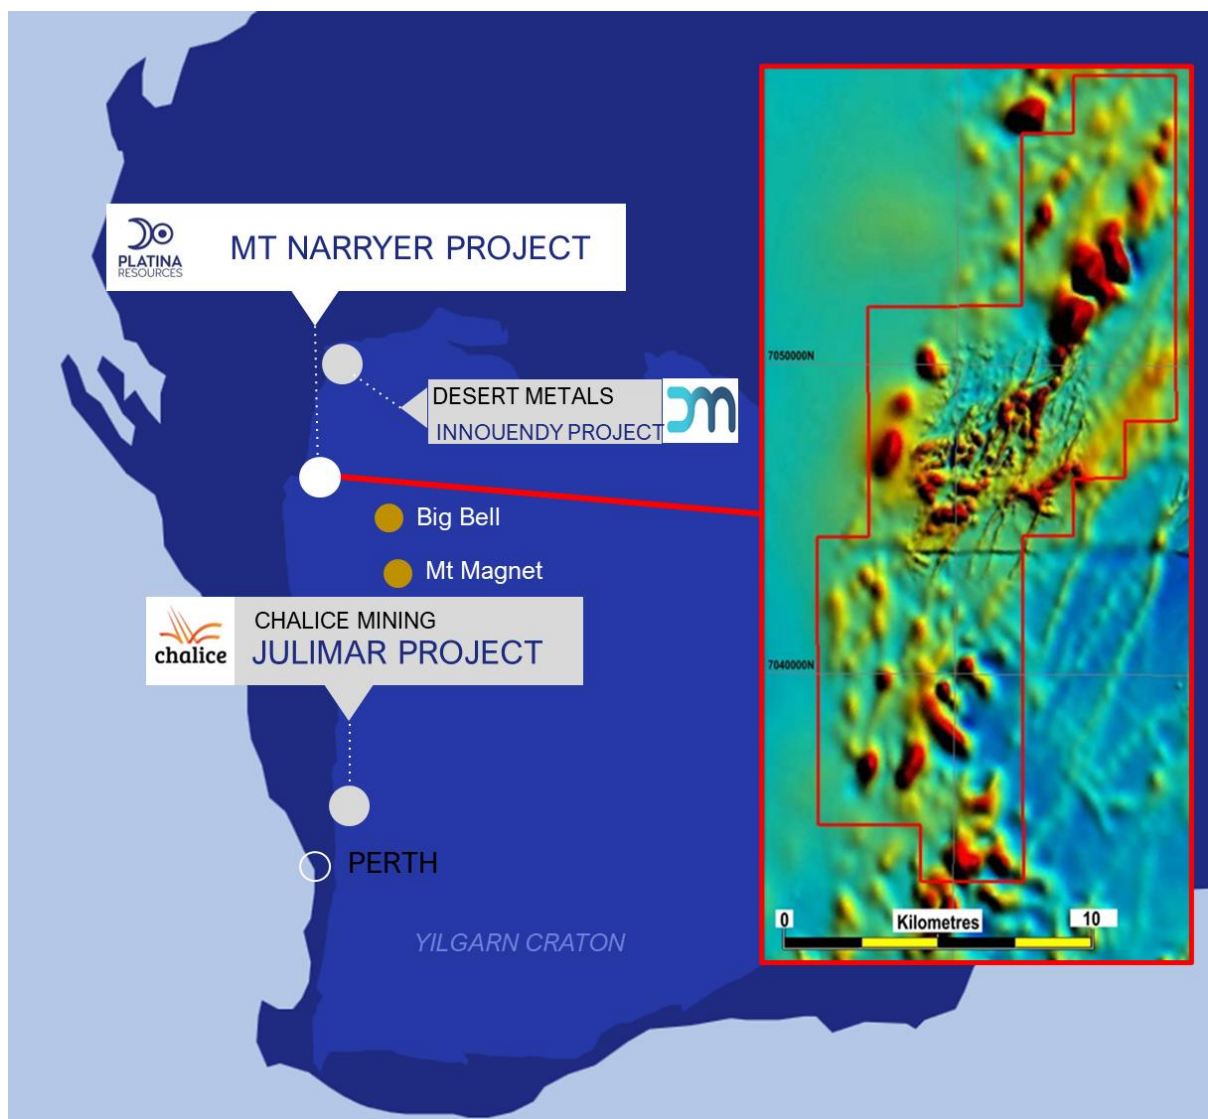 PLATINA
RESOURCES
MT NARRYER PROJECT
DESERT METALS
INNOUENDY PROJECT
Dm
Big Bell
Mt Magnet
chalice
CHALICE MINING
JULIMAR PROJECT
PERTH
YILGARN CRATON
7050000N
7040000N
0
Kilometres
10